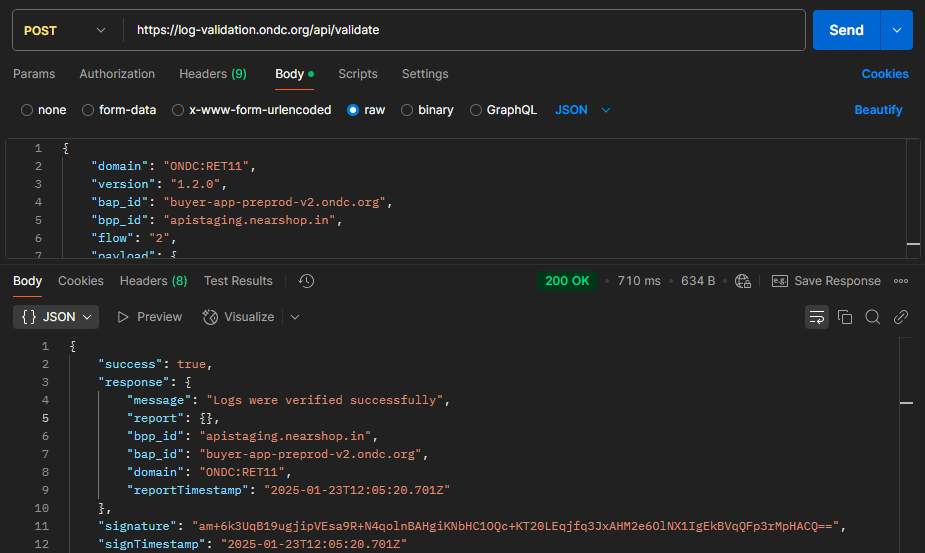 POST https://log-validation.ondc.org/api/validate Send
Params Authorization Headers (9) Body Scripts Settings Cookies
none form-data x-www-form-urlencoded raw binary GraphQL JSON Beautify
1 {
2 "domain": "ONDC:RET11",
3 "version": "1.2.0",
4 "bap_id": "buyer-app-preprod-v2.ondc.org",
5 "bpp_id": "apistaging.nearshop.in",
6 "flow": "2",
7 "payload": {
Body Cookies Headers (8) Test Results 200 OK 710 ms 634 B e.g. Save Response
{} JSON Preview Visualize
1 {
2 "success": true,
3 "response": {
4 "message": "Logs were verified successfully",
5 "report": {},
6 "bpp_id": "apistaging.nearshop.in",
7 "bap_id": "buyer-app-preprod-v2.ondc.org",
8 "domain": "ONDC:RET11",
9 "reportTimestamp": "2025-01-23T12:05:20.701Z"
10 },
11 "signature": "am+6k3UqB19ugjipVEsa9R+N4qolnBAHgiKNbHC1OQc+KT20LEqjfq3JxAHM2e6OlNX1IgEkBVqQFp3rMpHACQ==",
12 "signTimestamp": "2025-01-23T12:05:20.701Z"